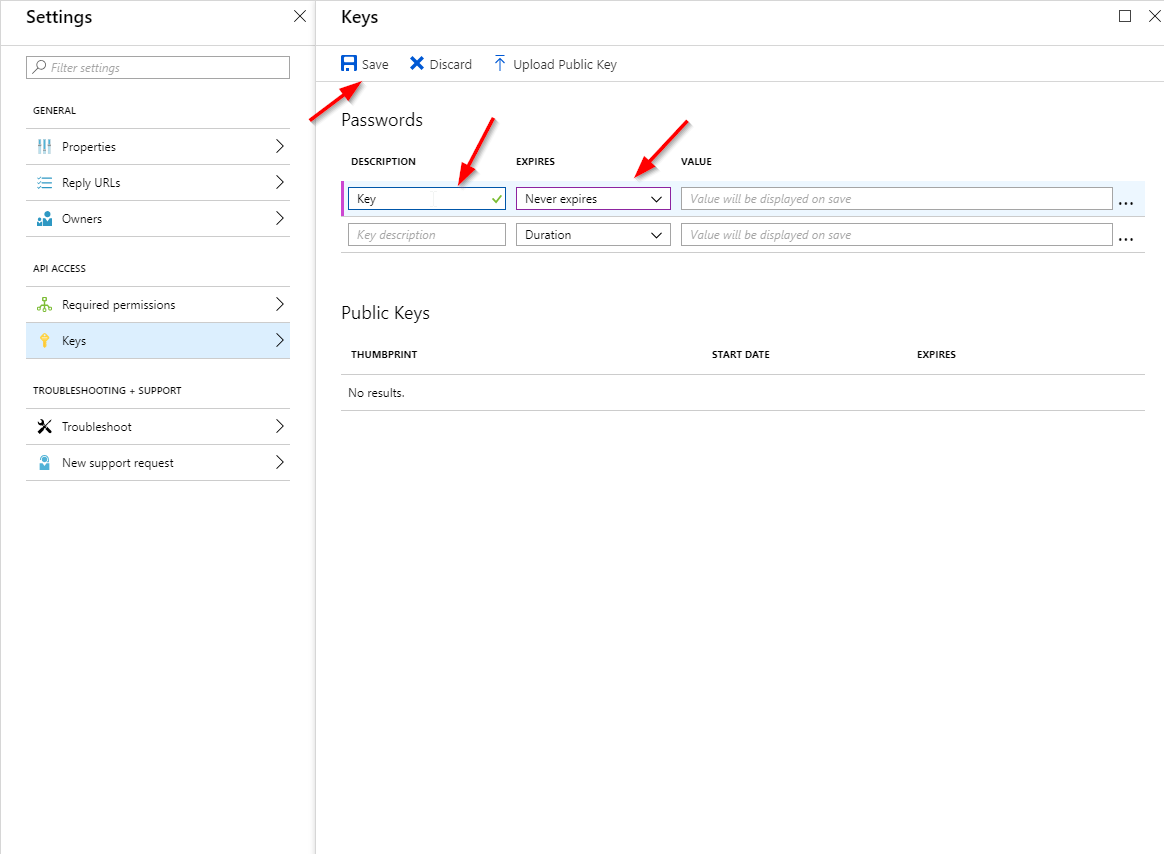 Settings
Filter settings
GENERAL
Properties
Reply URLs
Owners
API ACCESS
Required permissions
Keys
TROUBLESHOOTING + SUPPORT
Troubleshoot
New support request
Keys
Save Discard Upload Public Key
Passwords
DESCRIPTION EXPIRES VALUE
Key Never expires Value will be displayed on save ...
Key description Duration Value will be displayed on save ...
Public Keys
THUMBPRINT START DATE EXPIRES
No results.